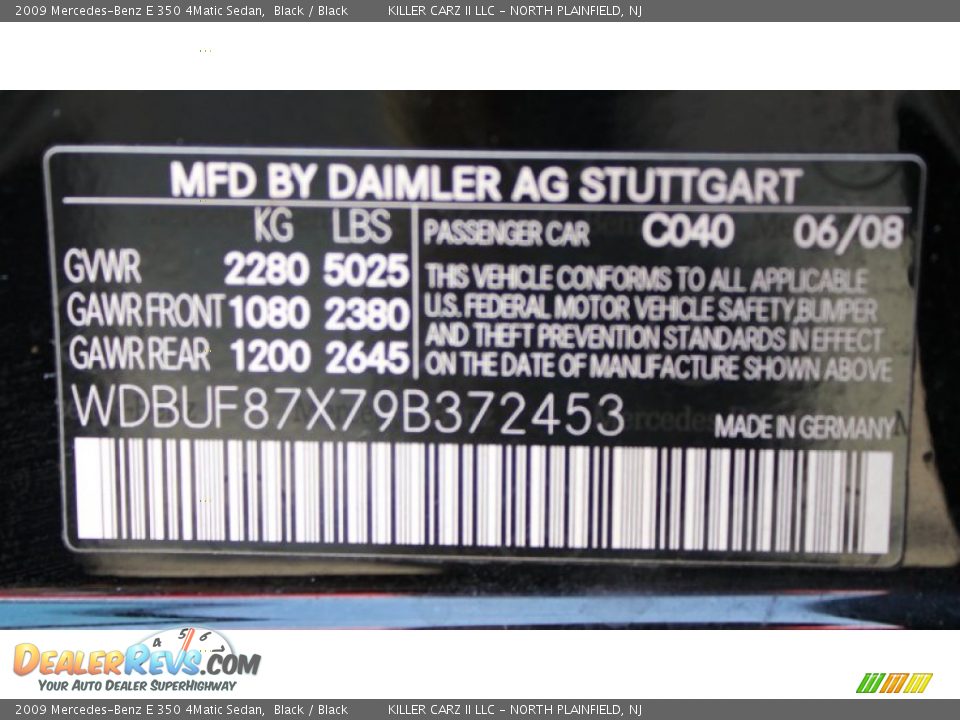 2009 Mercedes-Benz E 350 4Matic Sedan, Black / Black KILLER CARZ II LLC - NORTH PLAINFIELD, NJ
MFD BY DAIMLER AG STUTTGART
KG LBS
GVWR 2280 5025
GAWR FRONT 1080 2380
GAWR REAR 1200 2645
PASSENGER CAR C040 06/08
THIS VEHICLE CONFORMS TO ALL APPLICABLE
U.S. FEDERAL MOTOR VEHICLE SAFETY, BUMPER
AND THEFT PREVENTION STANDARDS IN EFFECT
ON THE DATE OF MANUFACTURE SHOWN ABOVE
WDBUF87X79B372453
MADE IN GERMANY
4 5 6 7
DEALERREVS.COM
YOUR AUTO DEALER SUPERHIGHWAY
2009 Mercedes-Benz E 350 4Matic Sedan, Black / Black KILLER CARZ II LLC - NORTH PLAINFIELD, NJ